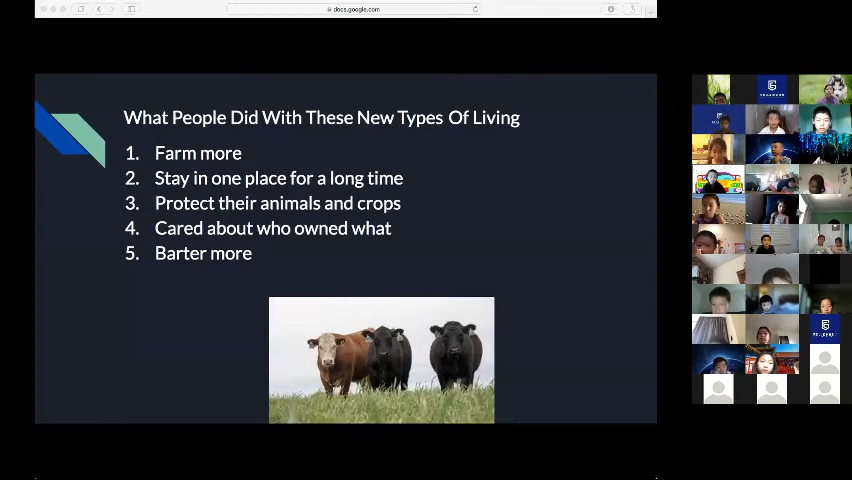 docs.google.com
What People Did With These New Types Of Living
1. Farm more
2. Stay in one place for a long time
3. Protect their animals and crops
4. Cared about who owned what
5. Barter more